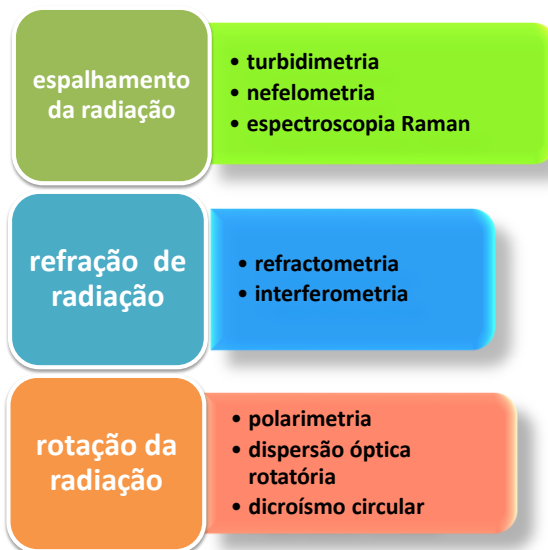 espalhamento
da radiação
• turbidimetria
• nefelometria
• espectroscopia Raman
refração de
radiação
• refractometria
• interferometria
rotação da
radiação
• polarimetria
• dispersão óptica
rotatória
• dicroísmo circular